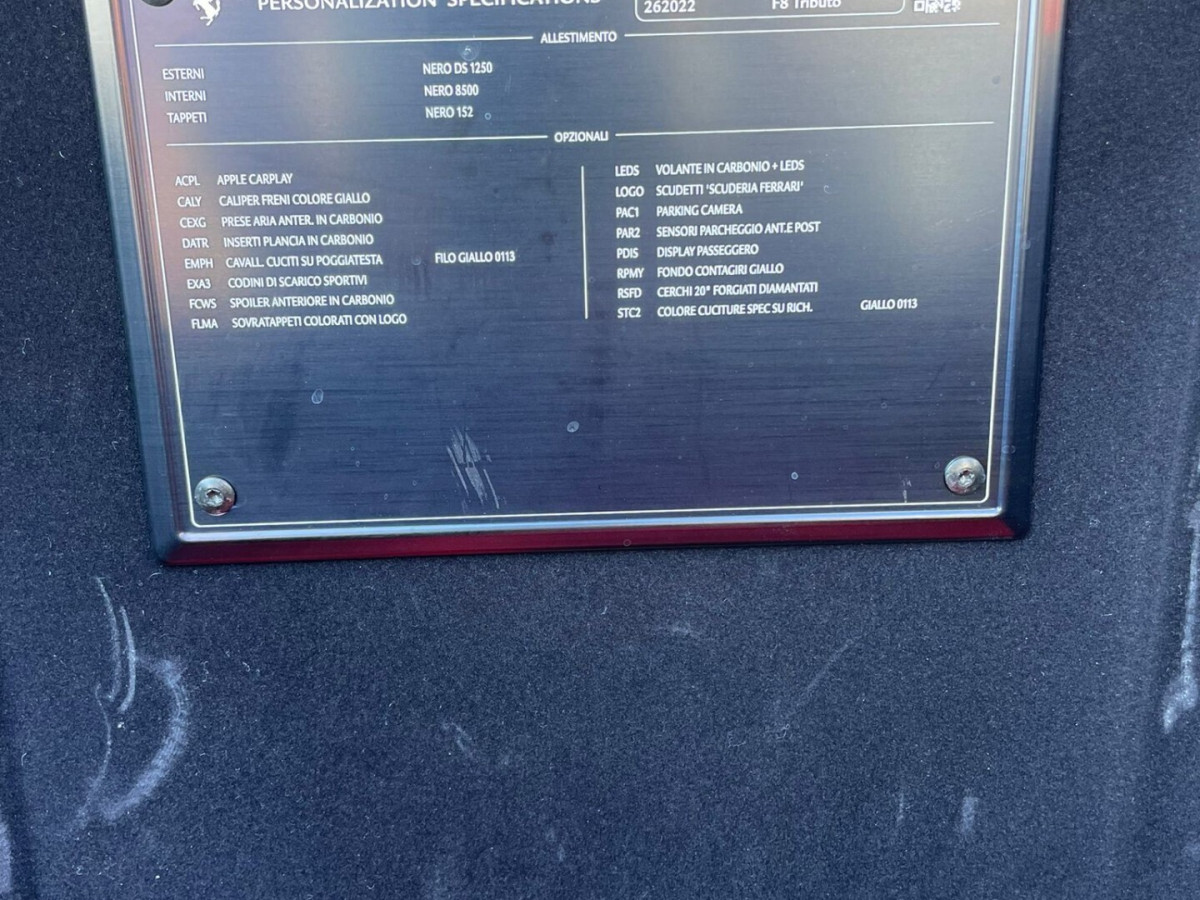 PERSONALIZATION SPECIFICATIONS
262022 F8 Tributo
ALLESTIMENTO
ESTERNI NERO DS 1250
INTERNI NERO 8500
TAPPETI NERO 152
OPZIONALI
ACPL APPLE CARPLAY
CALY CALIPER FRENI COLORE GIALLO
CEXG PRESE ARIA ANTER. IN CARBONIO
DATR INSERTI PLANCIA IN CARBONIO
EMPH CAVALL. CUCITI SU POGGIATESTA FILO GIALLO 0113
EXA3 CODINI DI SCARICO SPORTIVI
FCWS SPOILER ANTERIORE IN CARBONIO
FLMA SOVRATAPPETI COLORATI CON LOGO
LEDS VOLANTE IN CARBONIO + LEDS
LOGO SCUDETTI 'SCUDERIA FERRARI'
PAC1 PARKING CAMERA
PAR2 SENSORI PARCHEGGIO ANT.E POST
PDIS DISPLAY PASSEGGERO
RPMY FONDO CONTAGIRI GIALLO
RSFD CERCHI 20" FORGIATI DIAMANTATI
STC2 COLORE CUCITURE SPEC SU RICH. GIALLO 0113